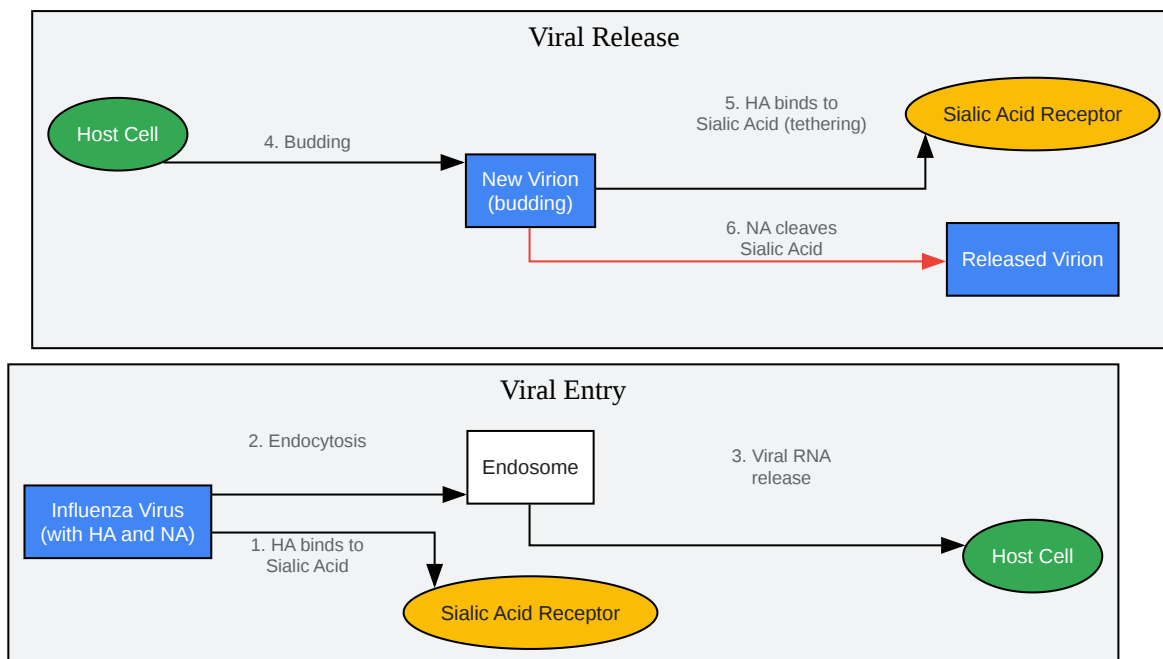 Viral Release
Host Cell
4. Budding
New Virion
(budding)
5. HA binds to
Sialic Acid (tethering)
Sialic Acid Receptor
6. NA cleaves
Sialic Acid
Released Virion
Viral Entry
Influenza Virus
(with HA and NA)
2. Endocytosis
1. HA binds to
Sialic Acid
Endosome
Sialic Acid Receptor
3. Viral RNA
release
Host Cell